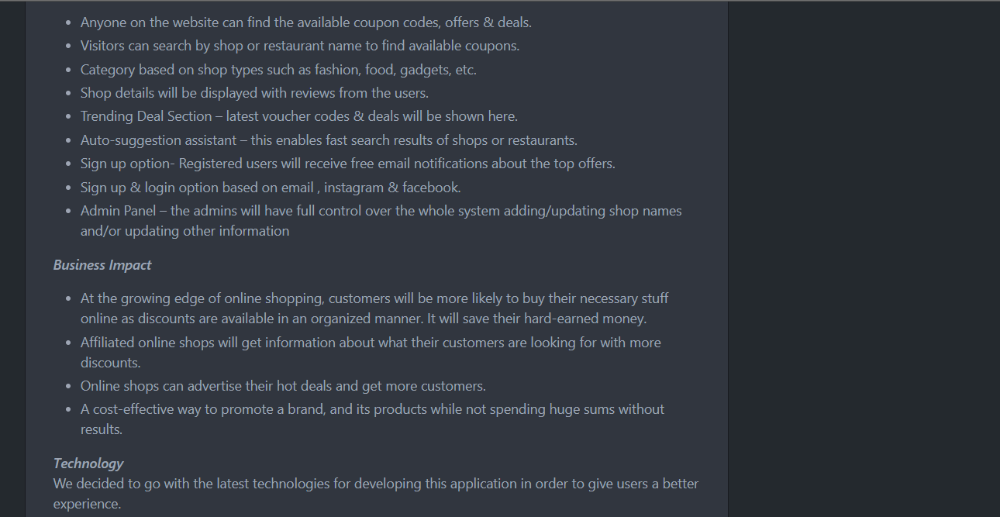 • Anyone on the website can find the available coupon codes, offers & deals.
• Visitors can search by shop or restaurant name to find available coupons.
• Category based on shop types such as fashion, food, gadgets, etc.
• Shop details will be displayed with reviews from the users.
• Trending Deal Section – latest voucher codes & deals will be shown here.
• Auto-suggestion assistant – this enables fast search results of shops or restaurants.
• Sign up option- Registered users will receive free email notifications about the top offers.
• Sign up & login option based on email , instagram & facebook.
• Admin Panel – the admins will have full control over the whole system adding/updating shop names
and/or updating other information
Business Impact
• At the growing edge of online shopping, customers will be more likely to buy their necessary stuff
online as discounts are available in an organized manner. It will save their hard-earned money.
• Affiliated online shops will get information about what their customers are looking for with more
discounts.
• Online shops can advertise their hot deals and get more customers.
• A cost-effective way to promote a brand, and its products while not spending huge sums without
results.
Technology
We decided to go with the latest technologies for developing this application in order to give users a better
experience.